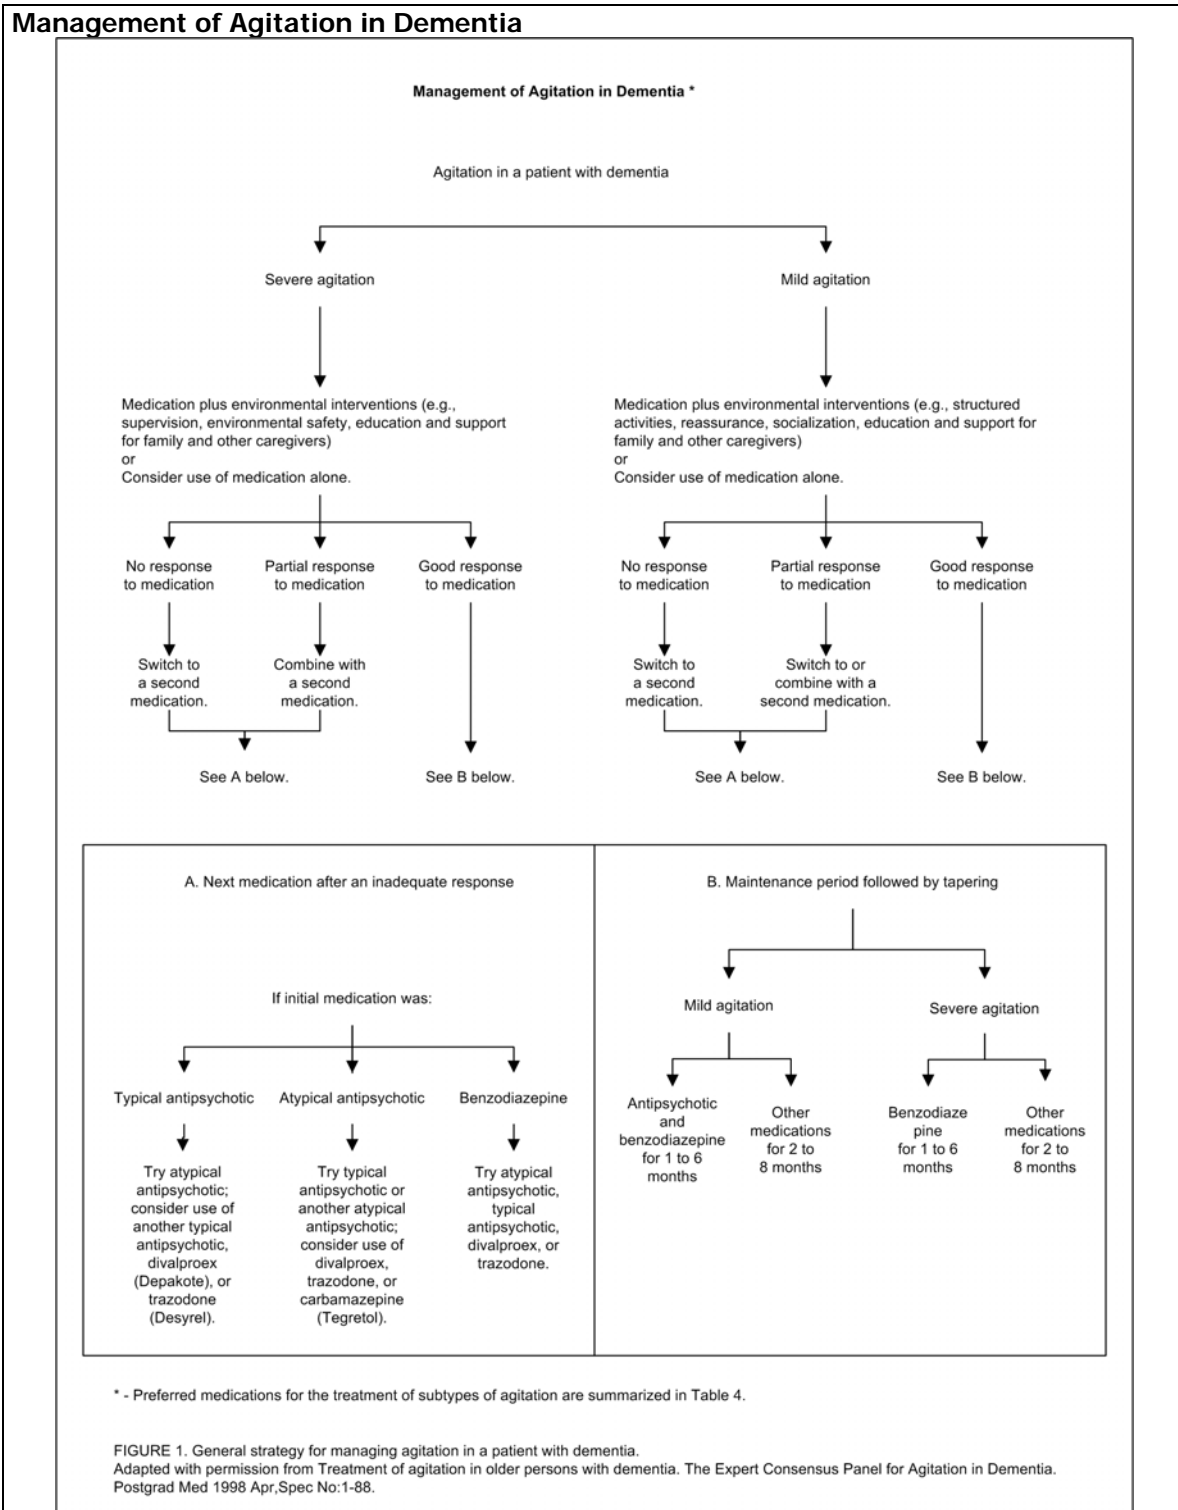 Management of Agitation in Dementia
Management of Agitation in Dementia *
Agitation in a patient with dementia
Severe agitation
Mild agitation
Medication plus environmental interventions (e.g.,
supervision, environmental safety, education and support
for family and other caregivers)
or
Consider use of medication alone.
Medication plus environmental interventions (e.g., structured
activities, reassurance, socialization, education and support for
family and other caregivers)
or
Consider use of medication alone.
No response
to medication
Partial response
to medication
Good response
to medication
No response
to medication
Partial response
to medication
Good response
to medication
Switch to
a second
medication.
Combine with
a second
medication.
Switch to
a second
medication.
Switch to or
combine with a
second medication.
See A below.
See B below.
See A below.
See B below.
A. Next medication after an inadequate response
If initial medication was:
Typical antipsychotic
Atypical antipsychotic
Benzodiazepine
Try atypical
antipsychotic;
consider use of
another typical
antipsychotic,
divalproex
(Depakote), or
trazodone
(Desyrel).
Try typical
antipsychotic or
another atypical
antipsychotic;
consider use of
divalproex,
trazodone, or
carbamazepine
(Tegretol).
Try atypical
antipsychotic,
typical
antipsychotic,
divalproex, or
trazodone.
B. Maintenance period followed by tapering
Mild agitation
Severe agitation
Antipsychotic
and
benzodiazepine
for 1 to 6
months
Other
medications
for 2 to
8 months
Benzodiaze
pine
for 1 to 6
months
Other
medications
for 2 to
8 months
* - Preferred medications for the treatment of subtypes of agitation are summarized in Table 4.
FIGURE 1. General strategy for managing agitation in a patient with dementia.
Adapted with permission from Treatment of agitation in older persons with dementia. The Expert Consensus Panel for Agitation in Dementia.
Postgrad Med 1998 Apr,Spec No:1-88.